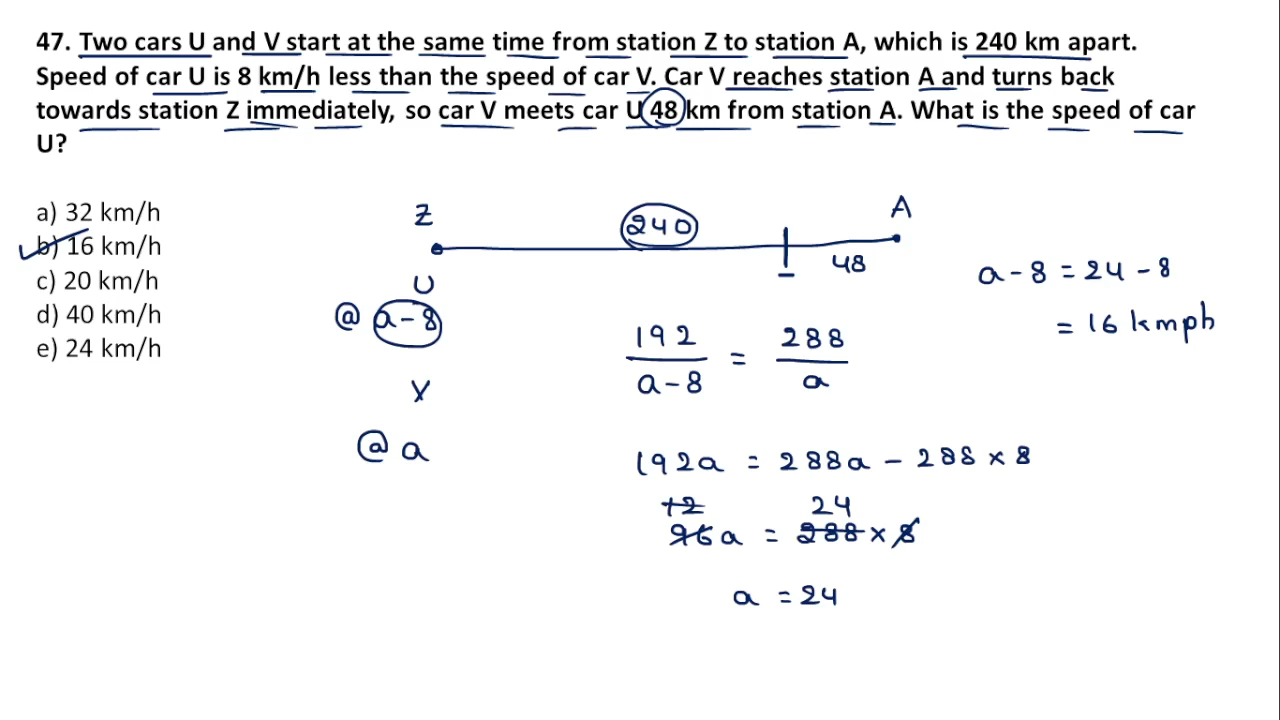 47. Two cars U and V start at the same time from station Z to station A, which is 240 km apart.
Speed of car U is 8 km/h less than the speed of car V. Car V reaches station A and turns back
towards station Z immediately, so car V meets car U 48 km from station A. What is the speed of car
U?
a) 32 km/h
b) 16 km/h
c) 20 km/h
d) 40 km/h
e) 24 km/h
Z 240 A
48
U
@ a-8
V
@ a
192/a-8 = 288/a
192a = 288a - 288 × 8
12 24
96a = 288 × 8
a = 24
a - 8 = 24 - 8
= 16 kmph